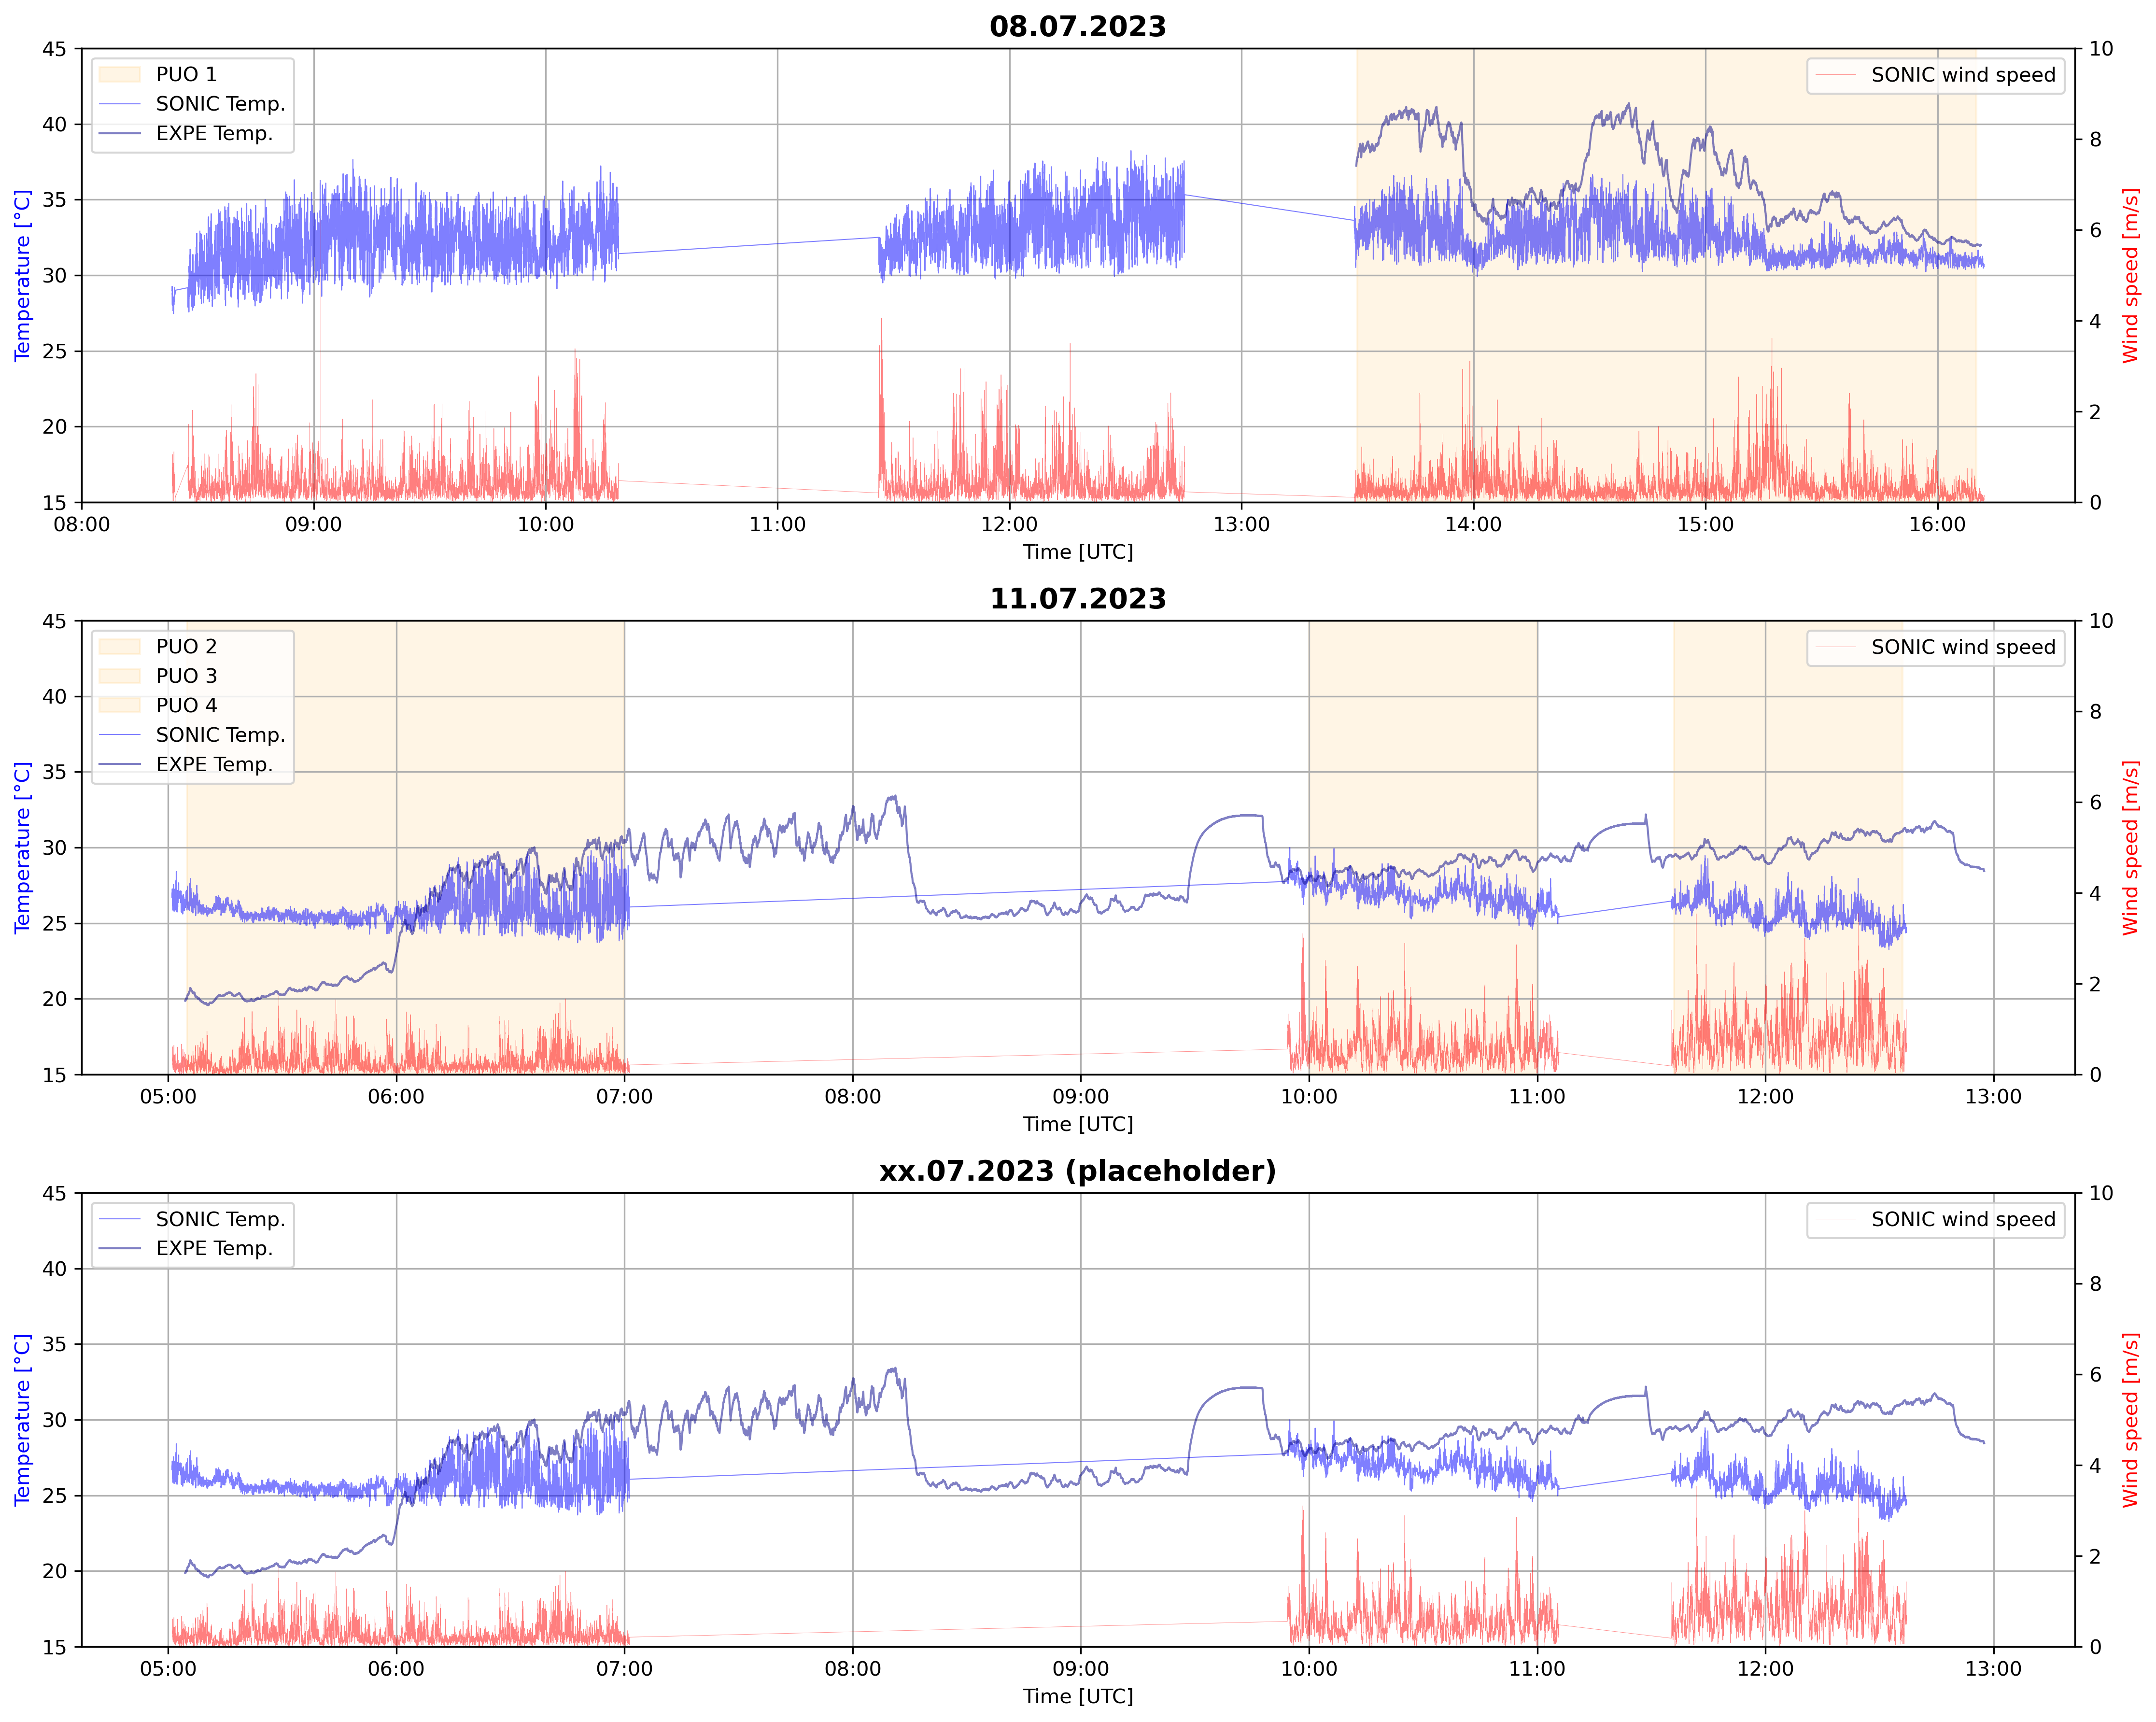 08.07.2023
PUO 1
SONIC Temp.
EXPE Temp.
SONIC wind speed
Temperature [°C]
45
40
35
30
25
20
15
Wind speed [m/s]
10
8
6
4
2
0
08:00 09:00 10:00 11:00 12:00 13:00 14:00 15:00 16:00
Time [UTC]
11.07.2023
PUO 2
PUO 3
PUO 4
SONIC Temp.
EXPE Temp.
SONIC wind speed
Temperature [°C]
45
40
35
30
25
20
15
Wind speed [m/s]
10
8
6
4
2
0
05:00 06:00 07:00 08:00 09:00 10:00 11:00 12:00 13:00
Time [UTC]
xx.07.2023 (placeholder)
SONIC Temp.
EXPE Temp.
SONIC wind speed
Temperature [°C]
45
40
35
30
25
20
15
Wind speed [m/s]
10
8
6
4
2
0
05:00 06:00 07:00 08:00 09:00 10:00 11:00 12:00 13:00
Time [UTC]